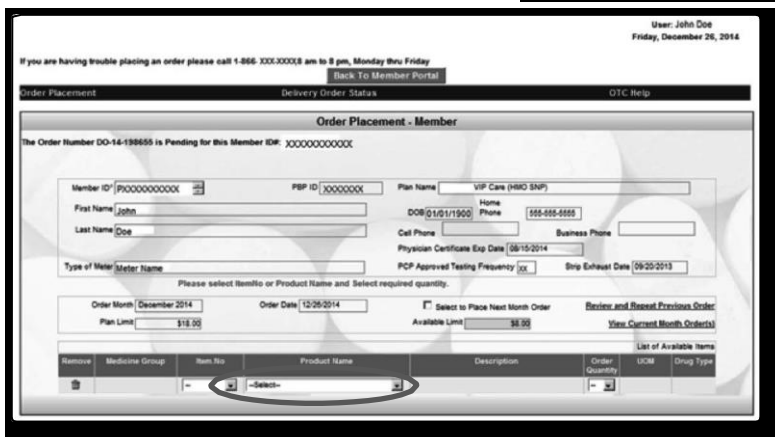 User: John Doe
Friday, December 26, 2014
If you are having trouble placing an order please call 1-866- XXX-XXXX,8 am to 8 pm, Monday thru Friday
Back To Member Portal
Order Placement Delivery Order Status OTC Help
Order Placement - Member
The Order Number DO-14-198655 is Pending for this Member ID#: XXXXXXXXXXXX
Member ID* PXXXXXXXXXX PBP ID XXXXXXX Plan Name VIP Care (HMO SNP)
First Name John DOB 01/01/1900 Home Phone 555-555-5555
Last Name Doe Cell Phone Business Phone
Physician Certificate Exp Date 08/15/2014
Type of Meter Meter Name PCP Approved Testing Frequency XX Strip Exhaust Date 09/20/2013
Please select ItemNo or Product Name and Select required quantity.
Order Month December 2014 Order Date 12/26/2014 Select to Place Next Month Order Review and Repeat Previous Order
Plan Limit $18.00 Available Limit $8.00 View Current Month Order(s)
List of Available Items
Remove Medicine Group Item No Product Name Description Order Quantity UOM Drug Type
-- --Select-- --